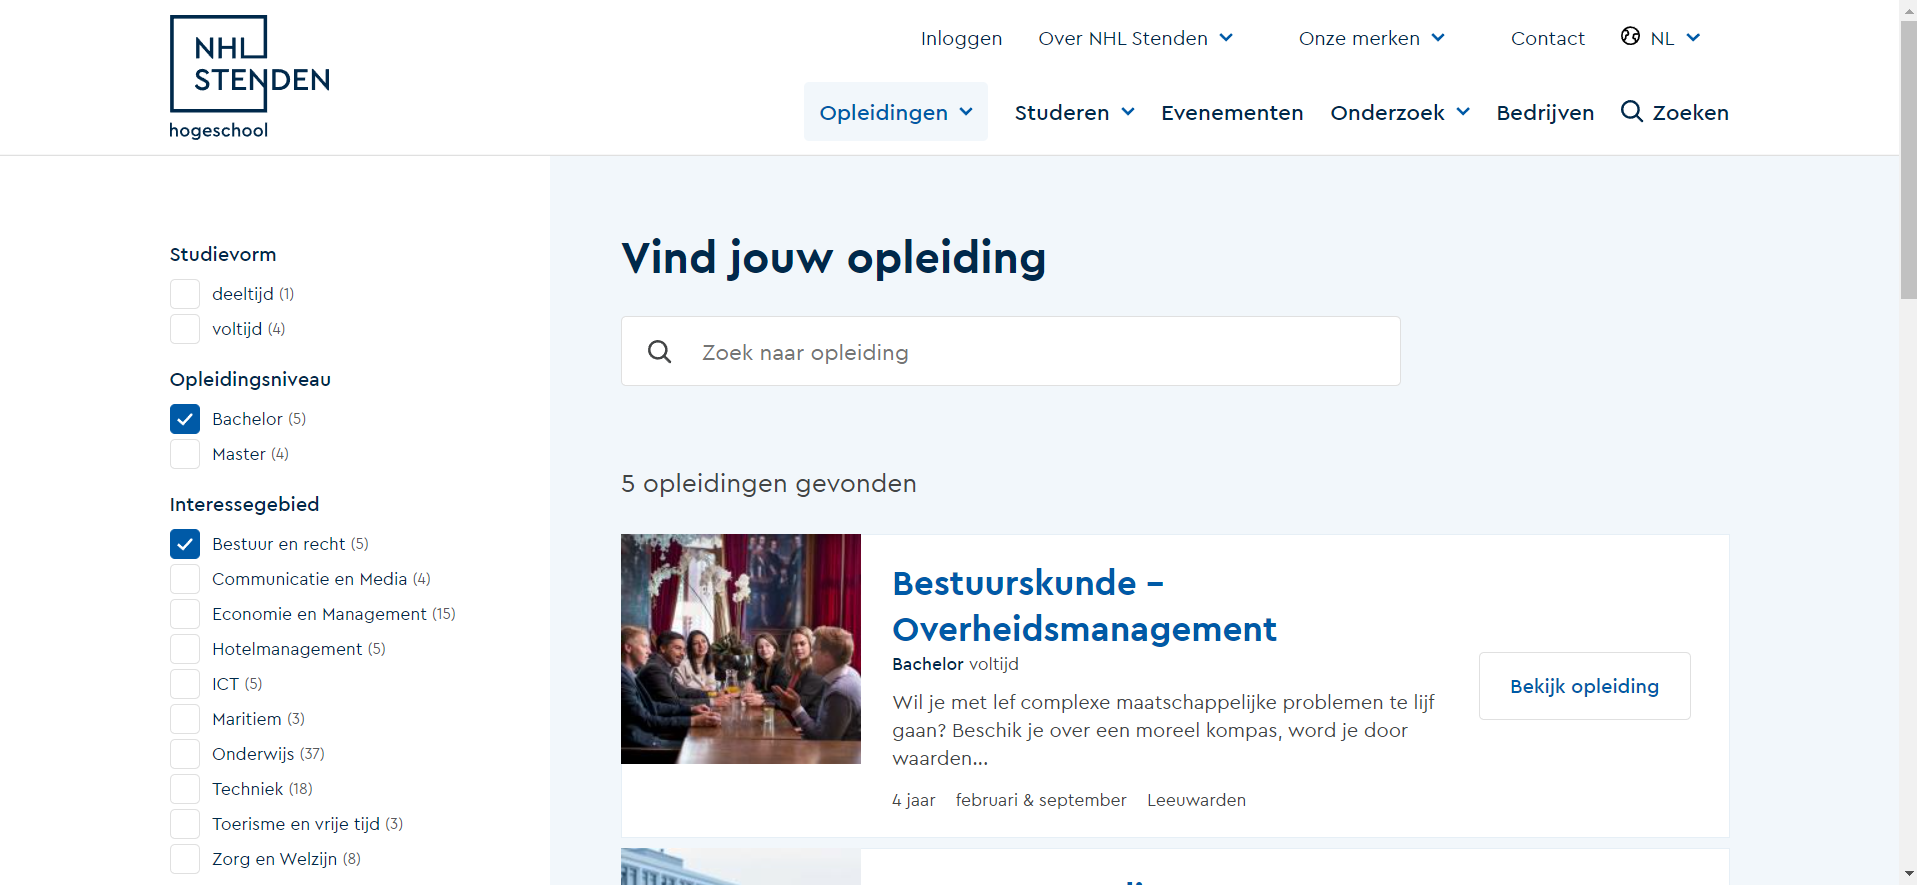 NHL
STENDEN
hogeschool
Inloggen Over NHL Stenden Onze merken Contact NL
Opleidingen Studeren Evenementen Onderzoek Bedrijven Zoeken
Studievorm
deeltijd (1)
voltijd (4)
Opleidingsniveau
Bachelor (5)
Master (4)
Interessegebied
Bestuur en recht (5)
Communicatie en Media (4)
Economie en Management (15)
Hotelmanagement (5)
ICT (5)
Maritiem (3)
Onderwijs (37)
Techniek (18)
Toerisme en vrije tijd (3)
Zorg en Welzijn (8)
Vind jouw opleiding
Zoek naar opleiding
5 opleidingen gevonden
Bestuurskunde –
Overheidsmanagement
Bachelor voltijd
Wil je met lef complexe maatschappelijke problemen te lijf
gaan? Beschik je over een moreel kompas, word je door
waarden...
4 jaar februari & september Leeuwarden
Bekijk opleiding